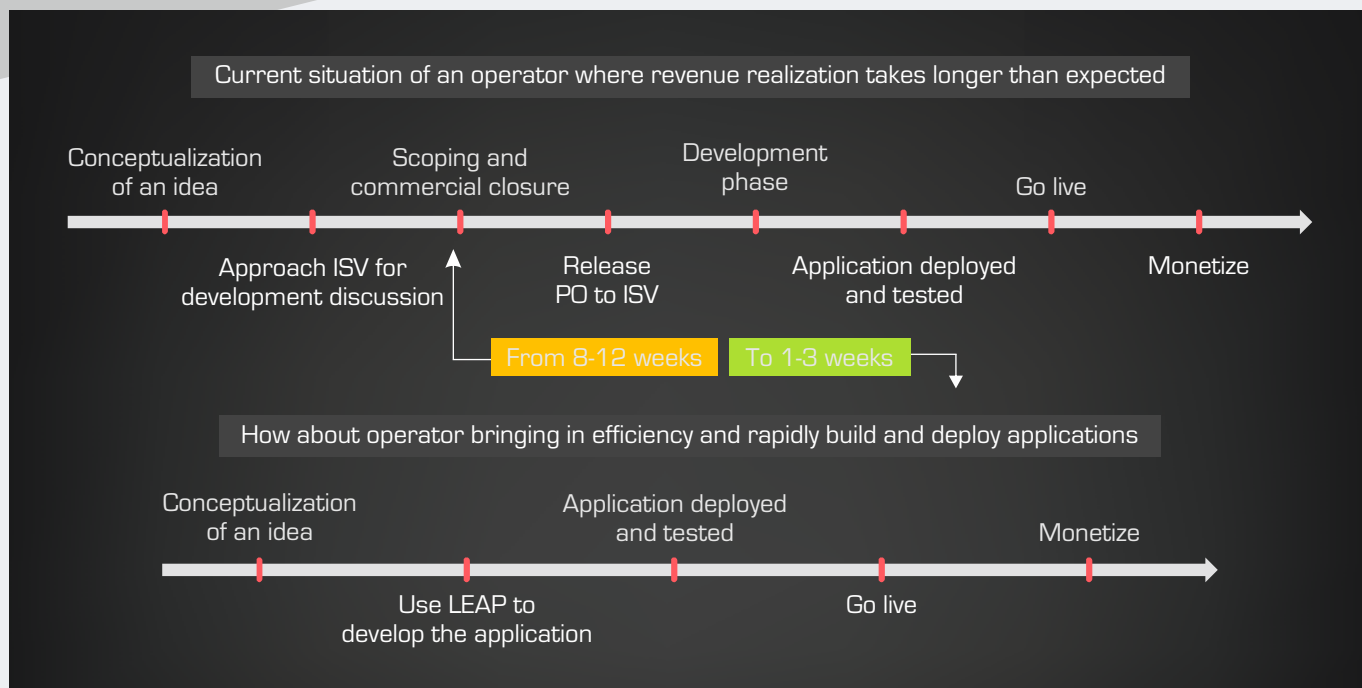 Current situation of an operator where revenue realization takes longer than expected
Conceptualization
of an idea
Approach ISV for
development discussion
Scoping and
commercial closure
Release
PO to ISV
Development
phase
Application deployed
and tested
Go live
Monetize
From 8-12 weeks
To 1-3 weeks
How about operator bringing in efficiency and rapidly build and deploy applications
Conceptualization
of an idea
Use LEAP to
develop the application
Application deployed
and tested
Go live
Monetize